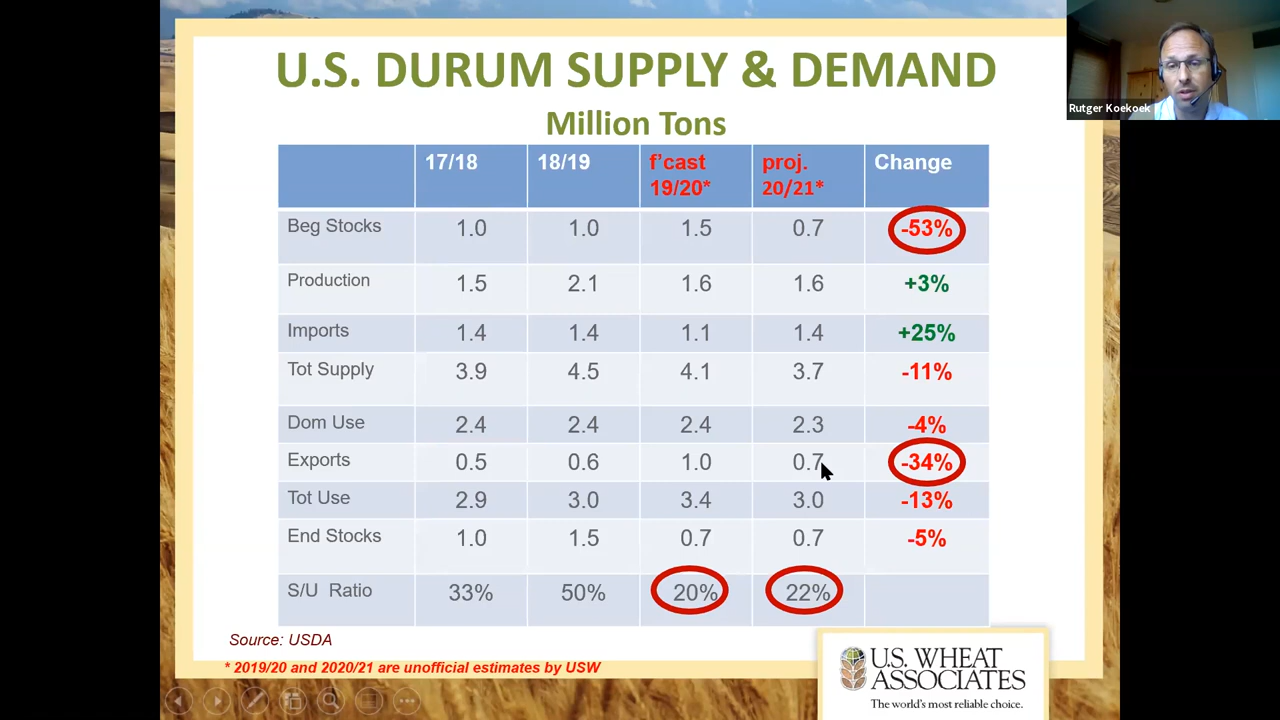 U.S. DURUM SUPPLY & DEMAND
Million Tons
Rutger Koekoek
17/18 18/19 f'cast 19/20* proj. 20/21* Change
Beg Stocks 1.0 1.0 1.5 0.7 -53%
Production 1.5 2.1 1.6 1.6 +3%
Imports 1.4 1.4 1.1 1.4 +25%
Tot Supply 3.9 4.5 4.1 3.7 -11%
Dom Use 2.4 2.4 2.4 2.3 -4%
Exports 0.5 0.6 1.0 0.7 -34%
Tot Use 2.9 3.0 3.4 3.0 -13%
End Stocks 1.0 1.5 0.7 0.7 -5%
S/U Ratio 33% 50% 20% 22%
Source: USDA
* 2019/20 and 2020/21 are unofficial estimates by USW
U.S. WHEAT
ASSOCIATES
The world's most reliable choice.